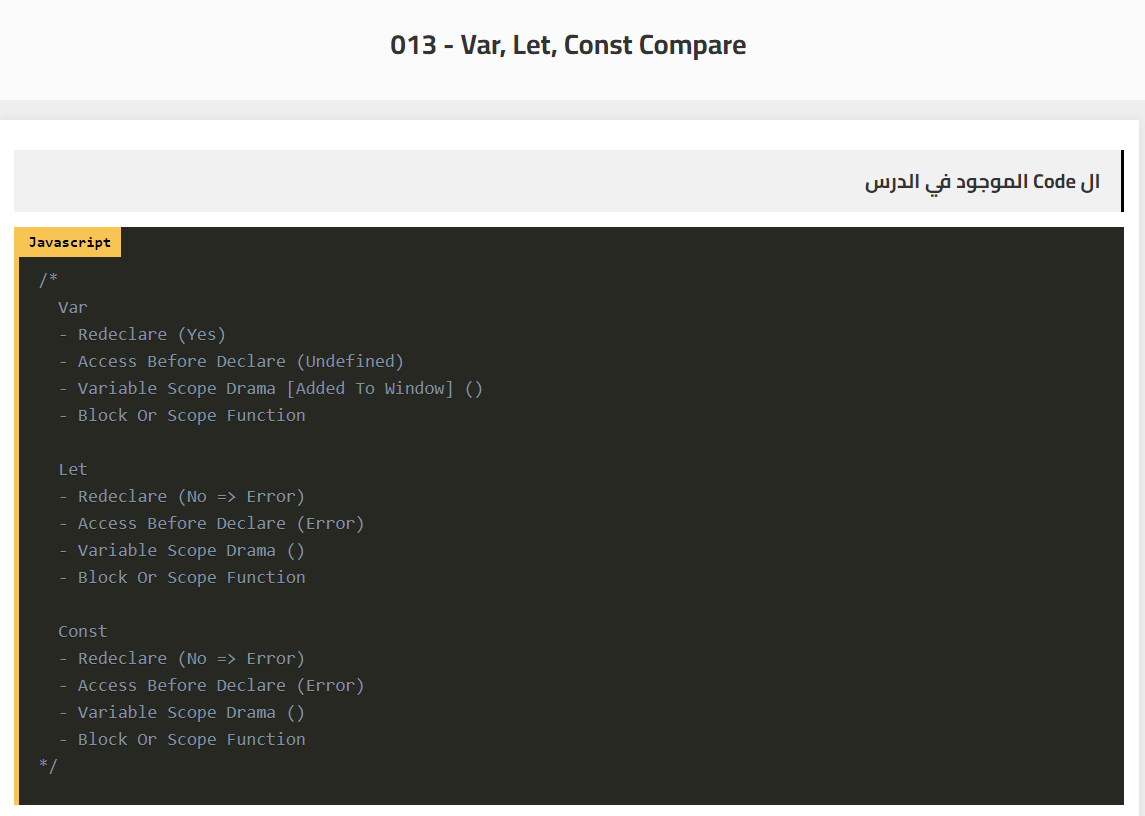 013 - Var, Let, Const Compare
ال Code الموجود في الدرس
Javascript
/*
  Var
  - Redeclare (Yes)
  - Access Before Declare (Undefined)
  - Variable Scope Drama [Added To Window] ()
  - Block Or Scope Function

  Let
  - Redeclare (No => Error)
  - Access Before Declare (Error)
  - Variable Scope Drama ()
  - Block Or Scope Function

  Const
  - Redeclare (No => Error)
  - Access Before Declare (Error)
  - Variable Scope Drama ()
  - Block Or Scope Function
*/